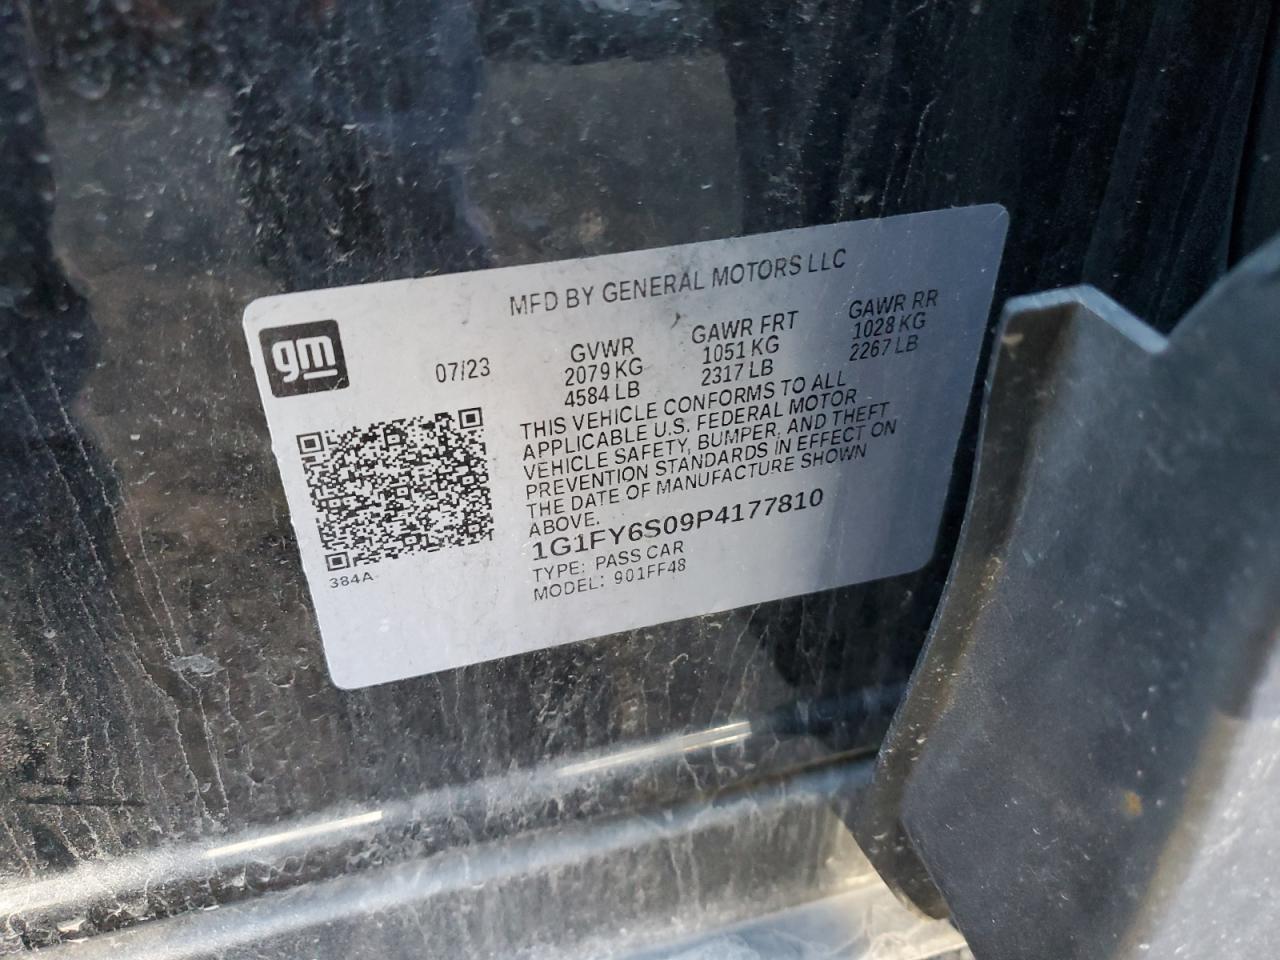 MFD BY GENERAL MOTORS LLC
gm
07/23
GVWR GAWR FRT GAWR RR
2079 KG 1051 KG 1028 KG
4584 LB 2317 LB 2267 LB
THIS VEHICLE CONFORMS TO ALL
APPLICABLE U.S. FEDERAL MOTOR
VEHICLE SAFETY, BUMPER, AND THEFT
PREVENTION STANDARDS IN EFFECT ON
THE DATE OF MANUFACTURE SHOWN
ABOVE.
1G1FY6S09P4177810
TYPE: PASS CAR
MODEL: 901FF48
384A